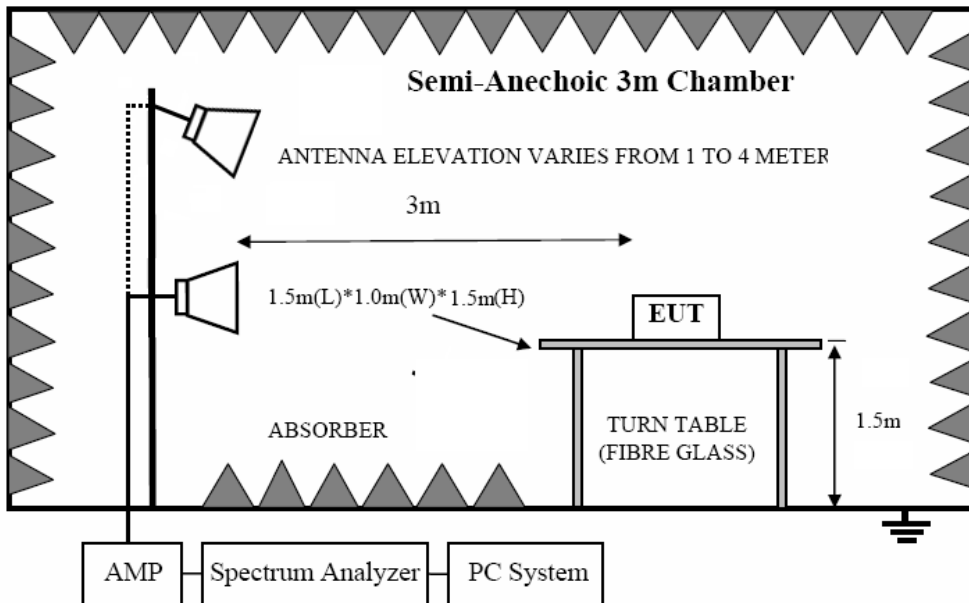 Semi-Anechoic 3m Chamber
ANTENNA ELEVATION VARIES FROM 1 TO 4 METER
3m
1.5m(L)*1.0m(W)*1.5m(H)
EUT
1.5m
ABSORBER
TURN TABLE
(FIBRE GLASS)
AMP
Spectrum Analyzer
PC System